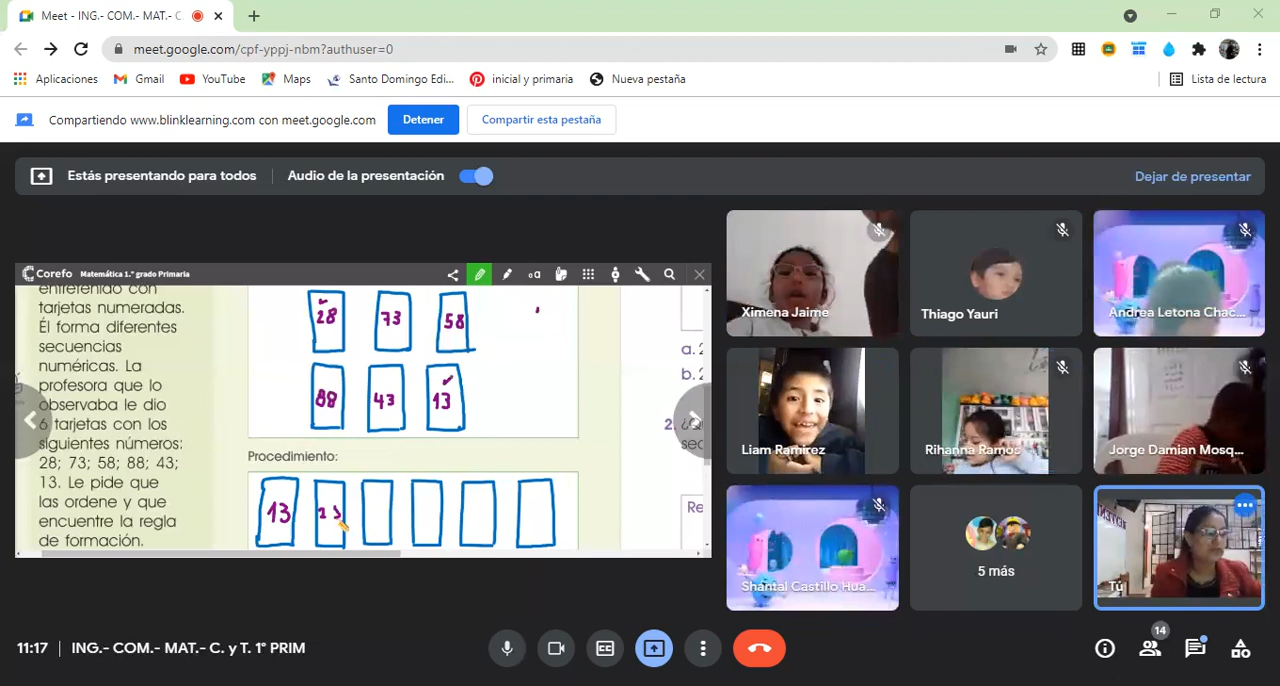 Meet - ING.- COM.- MAT.- C
meet.google.com/cpf-yppj-nbm?authuser=0
Aplicaciones Gmail YouTube Maps Santo Domingo Edi... inicial y primaria Nueva pestaña Lista de lectura
Compartiendo www.blinklearning.com con meet.google.com Detener Compartir esta pestaña
Estás presentando para todos Audio de la presentación Dejar de presentar
Corefo Matemática 1.° grado Primaria
entretenido con
tarjetas numeradas.
Él forma diferentes
secuencias
numéricas. La
profesora que lo
observaba le dio
6 tarjetas con los
siguientes números:
28; 73; 58; 88; 43;
13. Le pide que
las ordene y que
encuentre la regla
de formación.
28 73 58
88 43 13
Procedimiento:
13
a. 2
b. 2
2. ¿Q
sec
Re
Ximena Jaime
Thiago Yauri
Andrea Letona Chac...
Liam Ramirez
Rihanna Ramos
Jorge Damian Mosq...
Shantal Castillo Hua...
5 más
Tú
11:17 ING.- COM.- MAT.- C. y T. 1° PRIM
14